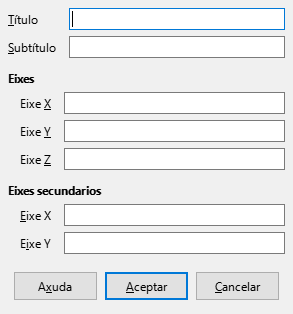 Título
Subtítulo
Eixes
Eixe X
Eixe Y
Eixe Z
Eixes secundarios
Eixe X
Eixe Y
Axuda Aceptar Cancelar